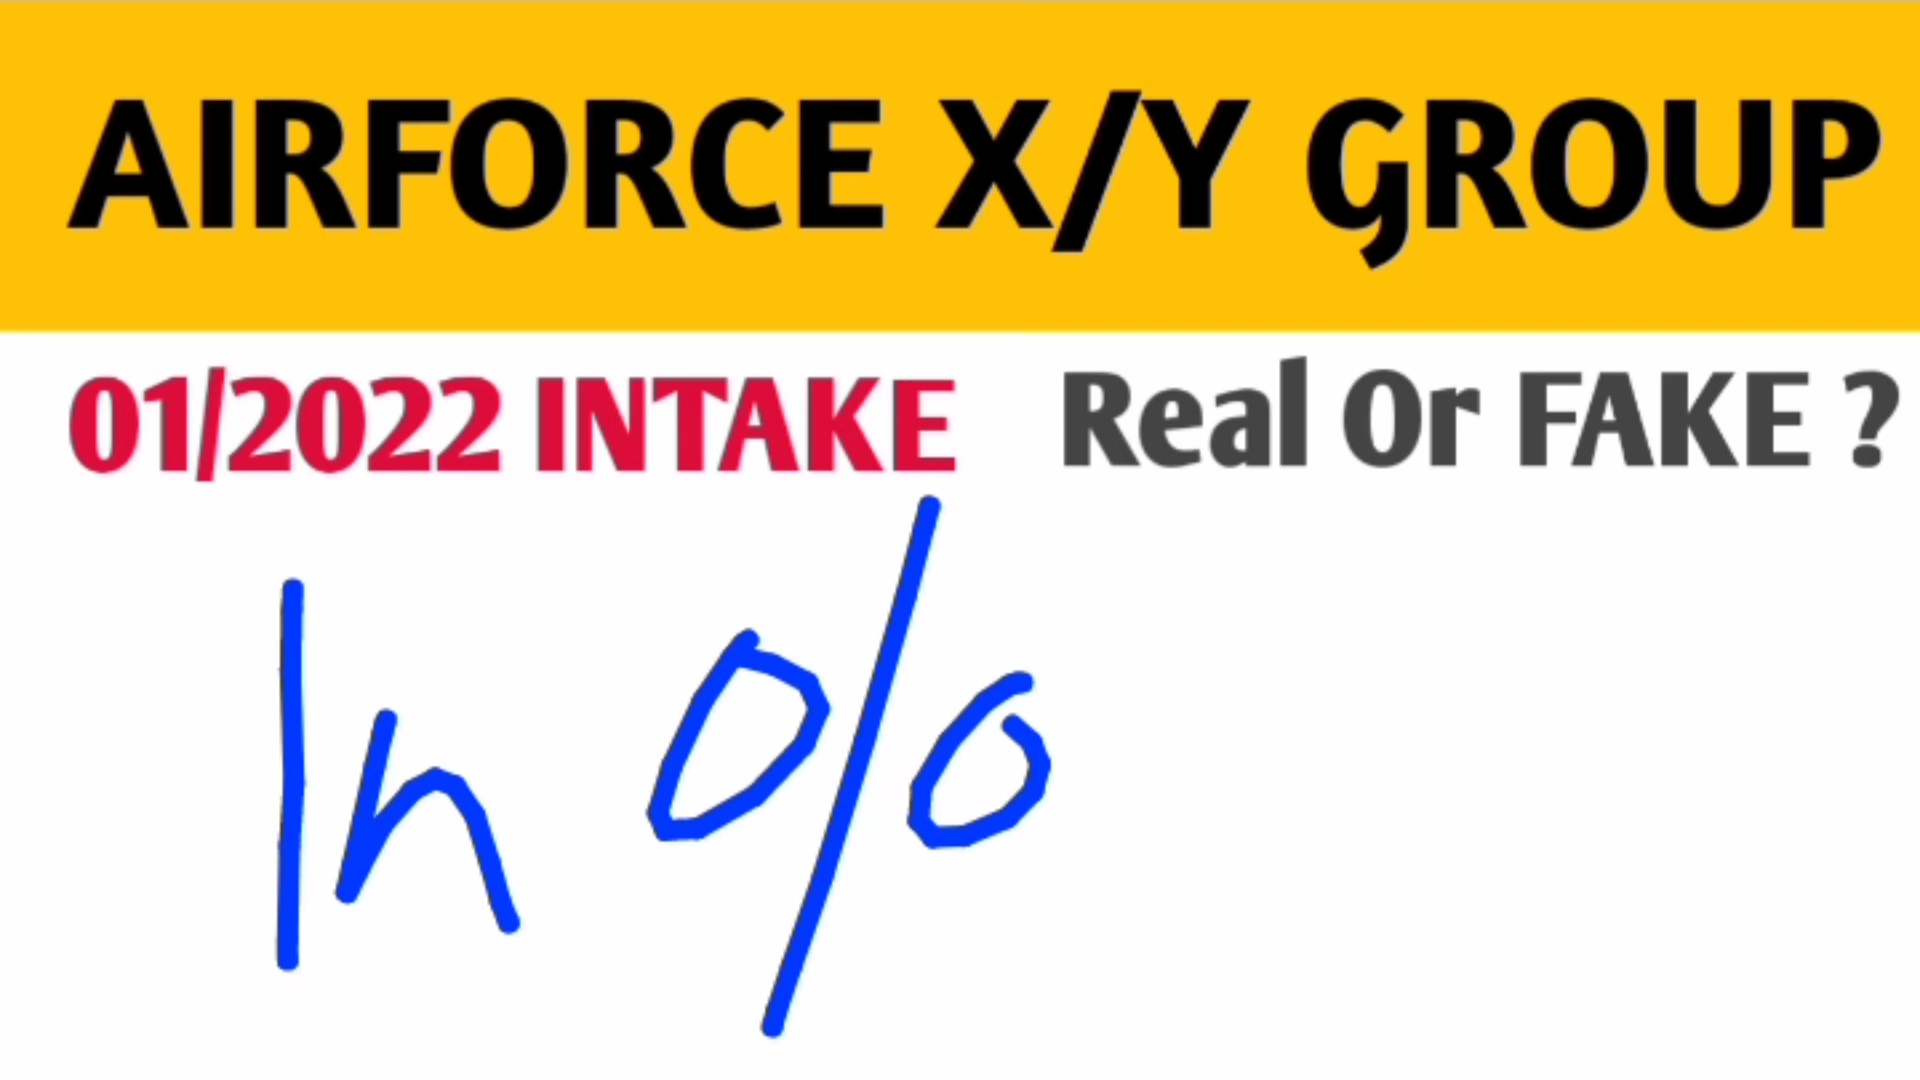 AIRFORCE X/Y GROUP
01/2022 INTAKE Real Or FAKE ?
In %